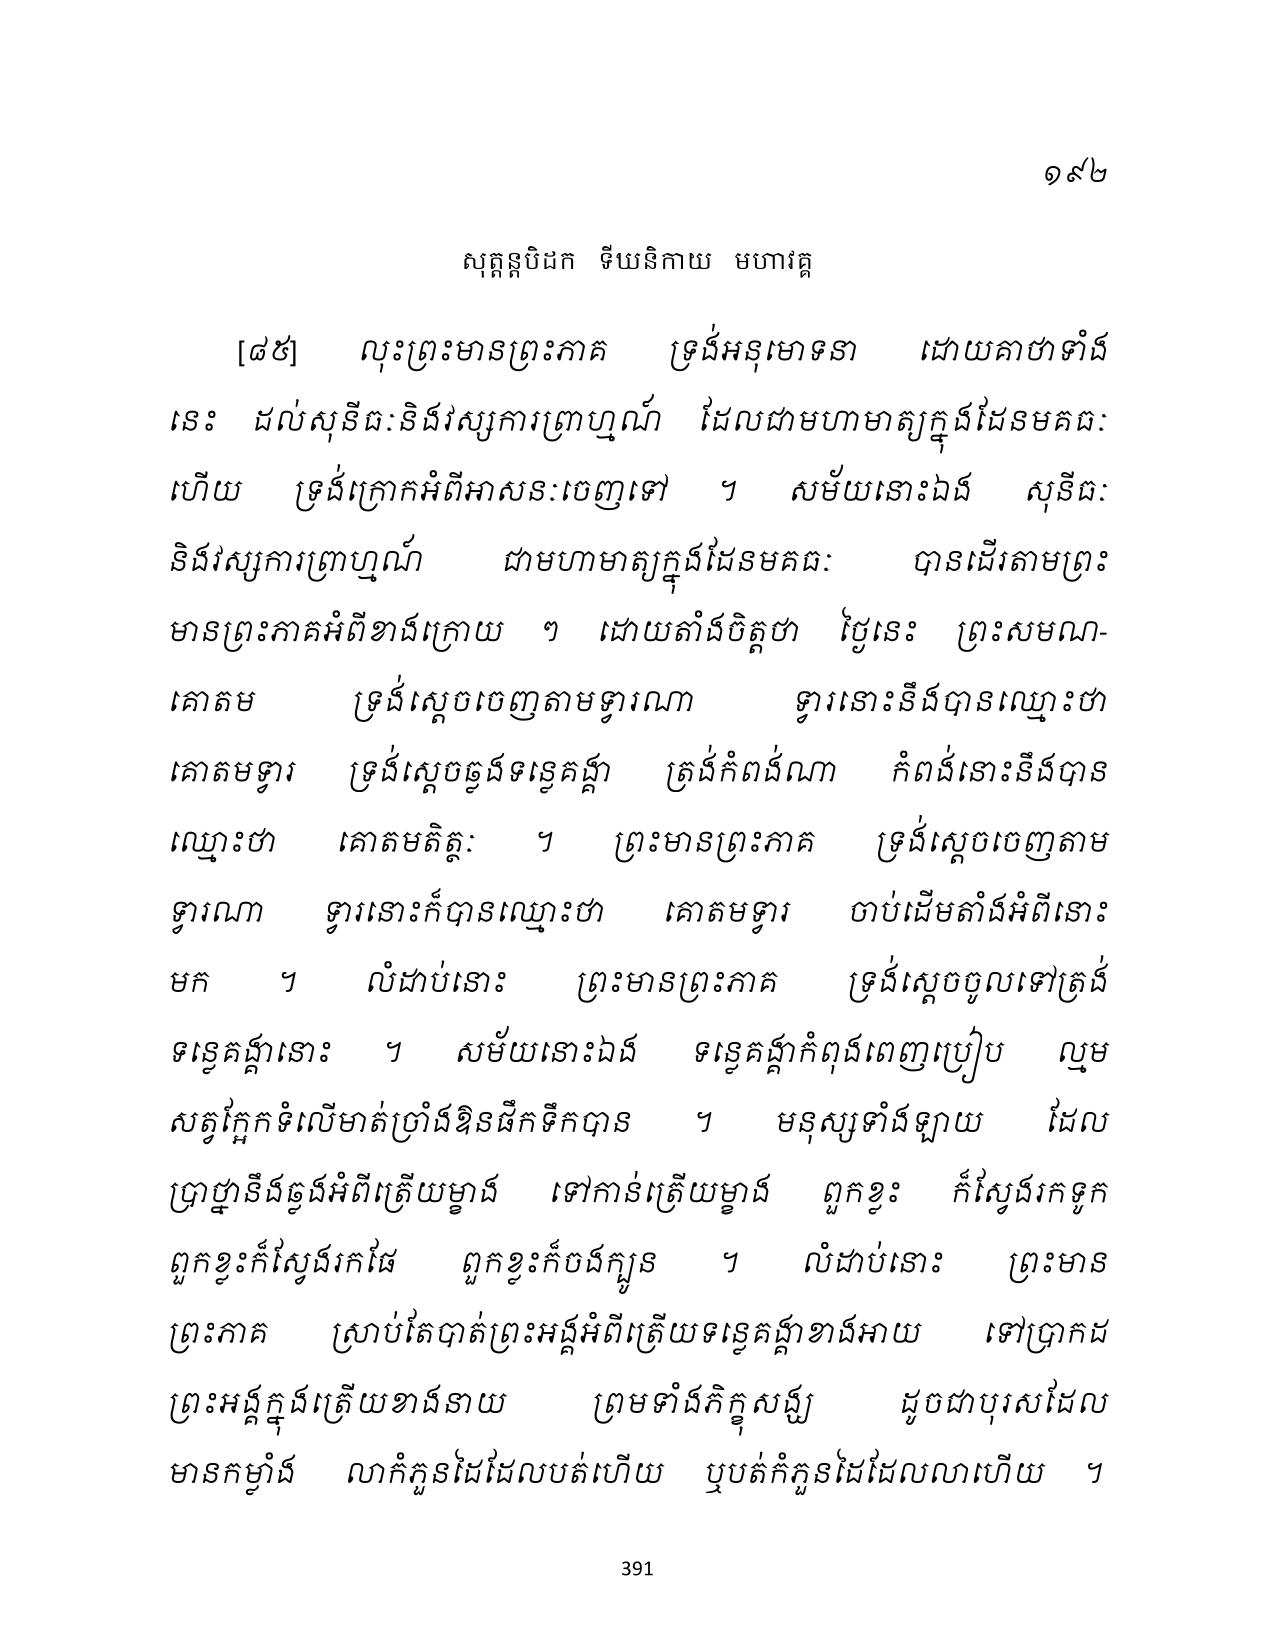 ១៩២
សុត្តន្តបិដក ទីឃនិកាយ មហាវគ្គ
[៨៥] លុះព្រះមានព្រះភាគ ទ្រង់អនុមោទនា ដោយគាថាទាំង
នេះ ដល់សុនីធៈនិងវស្សការព្រាហ្មណ៍ ដែលជាមហាមាត្យក្នុងដែនមគធៈ
ហើយ ទ្រង់ក្រោកអំពីអាសនៈចេញទៅ ។ សម័យនោះឯង សុនីធៈ
និងវស្សការព្រាហ្មណ៍ ជាមហាមាត្យក្នុងដែនមគធៈ បានដើរតាមព្រះ
មានព្រះភាគអំពីខាងក្រោយ ៗ ដោយតាំងចិត្តថា ថ្ងៃនេះ ព្រះសមណ-
គោតម ទ្រង់ស្តេចចេញតាមទ្វារណា ទ្វារនោះនឹងបានឈ្មោះថា
គោតមទ្វារ ទ្រង់ស្តេចឆ្លងទន្លេគង្គា ត្រង់កំពង់ណា កំពង់នោះនឹងបាន
ឈ្មោះថា គោតមតិត្ថៈ ។ ព្រះមានព្រះភាគ ទ្រង់ស្តេចចេញតាម
ទ្វារណា ទ្វារនោះក៏បានឈ្មោះថា គោតមទ្វារ ចាប់ដើមតាំងអំពីនោះ
មក ។ លំដាប់នោះ ព្រះមានព្រះភាគ ទ្រង់ស្តេចចូលទៅត្រង់
ទន្លេគង្គានោះ ។ សម័យនោះឯង ទន្លេគង្គាកំពុងពេញប្រៀប ល្មម
សត្វក្អែកទំលើមាត់ច្រាំងឱនផឹកទឹកបាន ។ មនុស្សទាំងឡាយ ដែល
ប្រាថ្នានឹងឆ្លងអំពីត្រើយម្ខាង ទៅកាន់ត្រើយម្ខាង ពួកខ្លះ ក៏ស្វែងរកទូក
ពួកខ្លះក៏ស្វែងរកផែ ពួកខ្លះក៏ចងក្បូន ។ លំដាប់នោះ ព្រះមាន
ព្រះភាគ ស្រាប់តែបាត់ព្រះអង្គអំពីត្រើយទន្លេគង្គាខាងអាយ ទៅប្រាកដ
ព្រះអង្គក្នុងត្រើយខាងនាយ ព្រមទាំងភិក្ខុសង្ឃ ដូចជាបុរសដែល
មានកម្លាំង លាកំភួនដៃដែលបត់ហើយ ឬបត់កំភួនដៃដែលលាហើយ ។
391